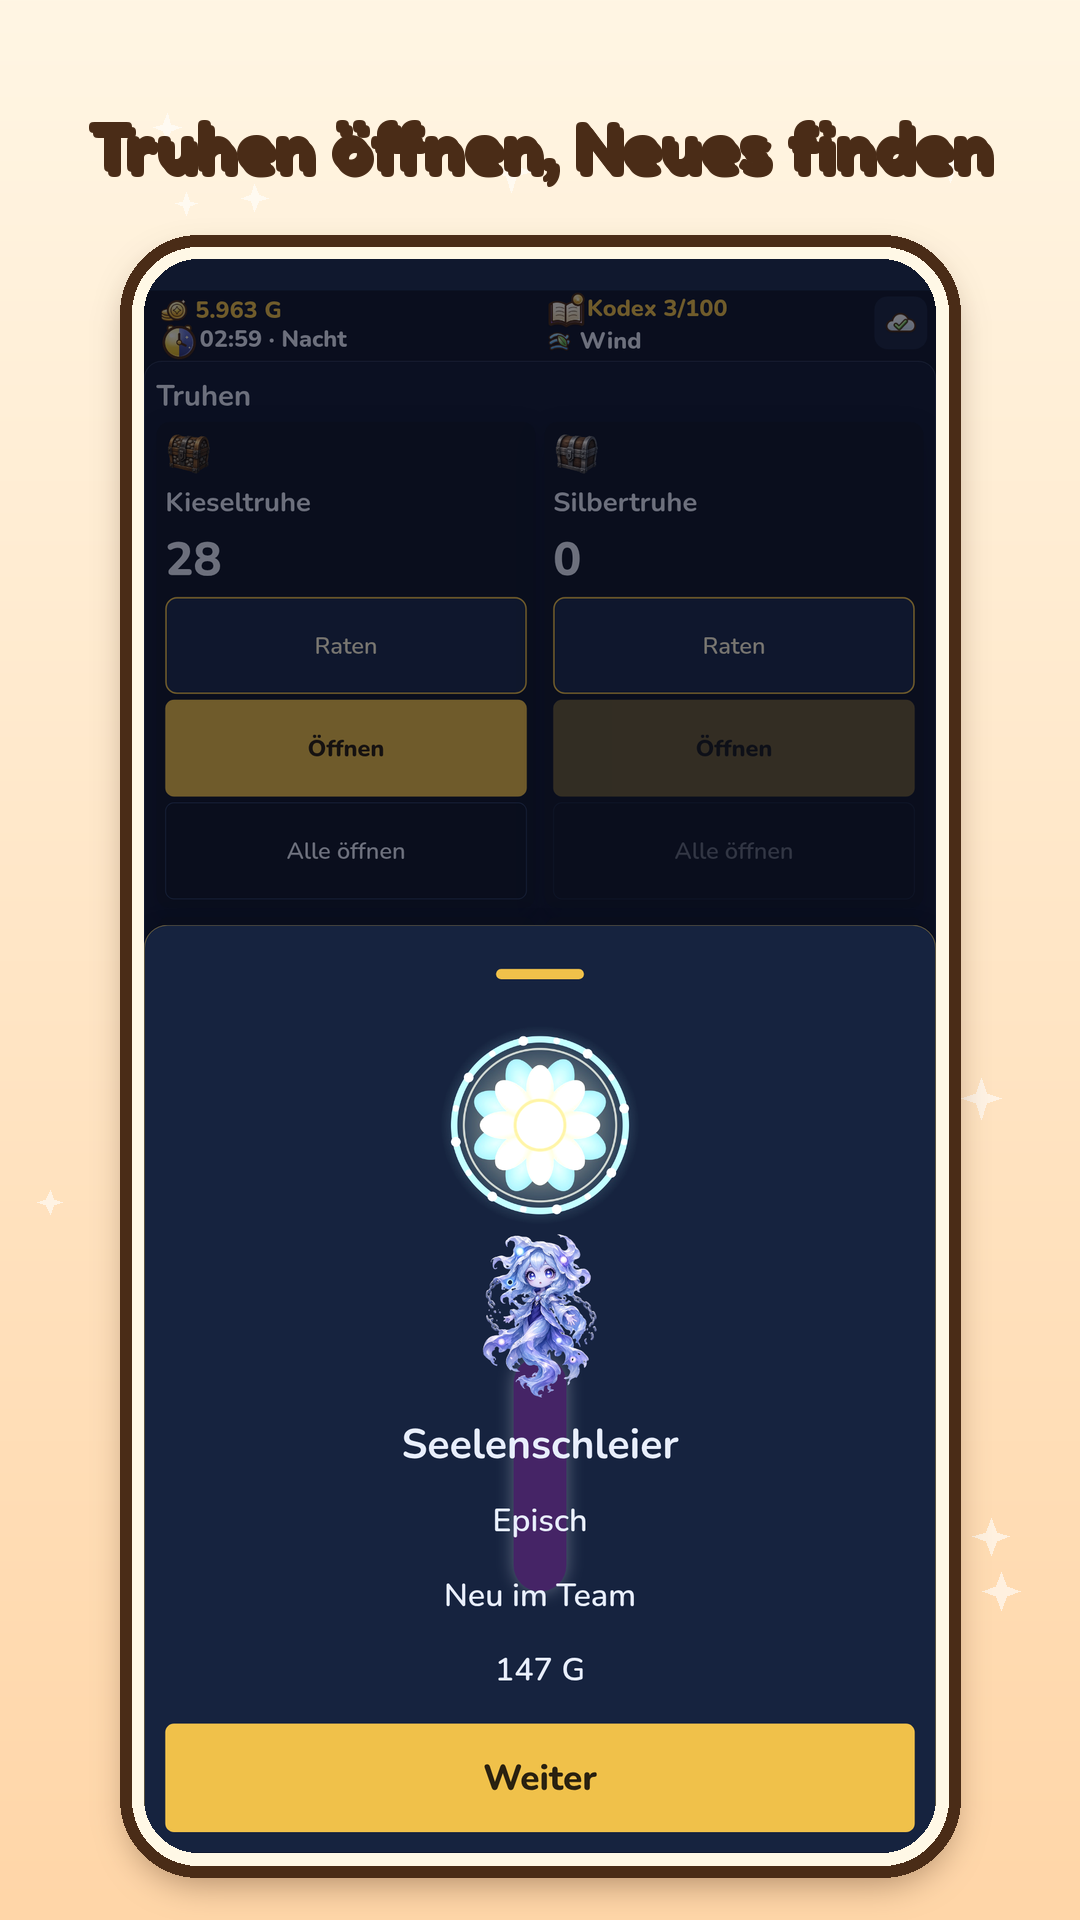 Truhen öffnen, Neues finden
5.963 G
Kodex 3/100
02:59 · Nacht
Wind
Truhen
Kieseltruhe
Silbertruhe
28
0
Raten
Raten
Öffnen
Öffnen
Alle öffnen
Alle öffnen
Seelenschleier
Episch
Neu im Team
147 G
Weiter